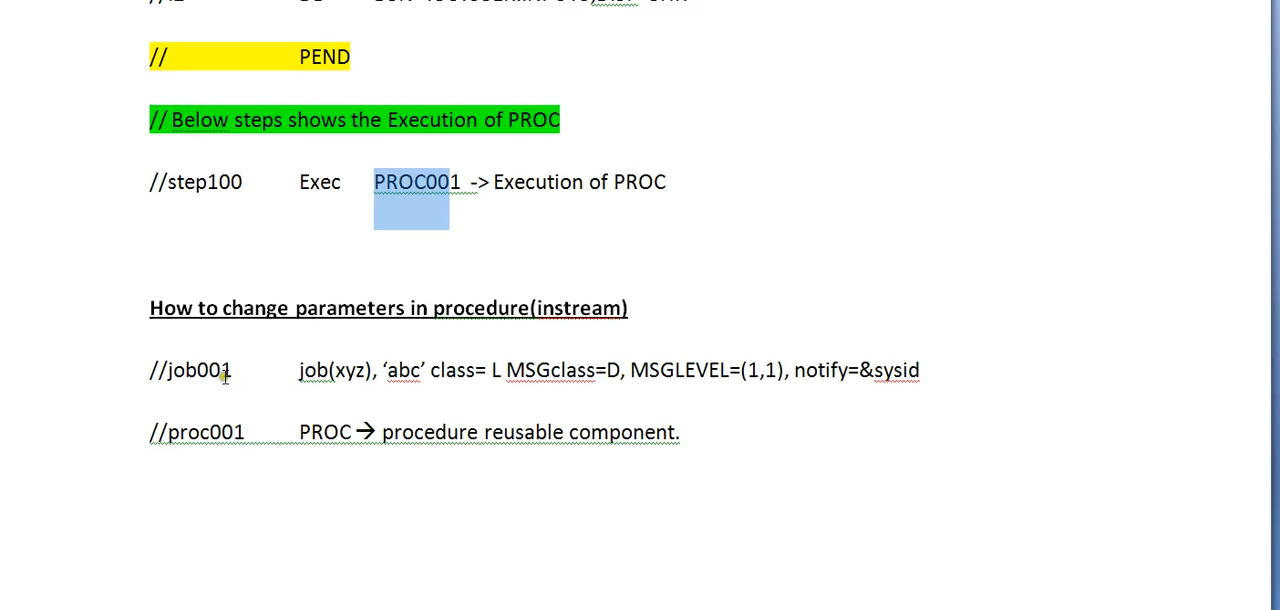 // PEND
// Below steps shows the Execution of PROC
//step100 Exec PROC001 -> Execution of PROC
How to change parameters in procedure(instream)
//job001 job(xyz), ‘abc’ class= L MSGclass=D, MSGLEVEL=(1,1), notify=&sysid
//proc001 PROC → procedure reusable component.